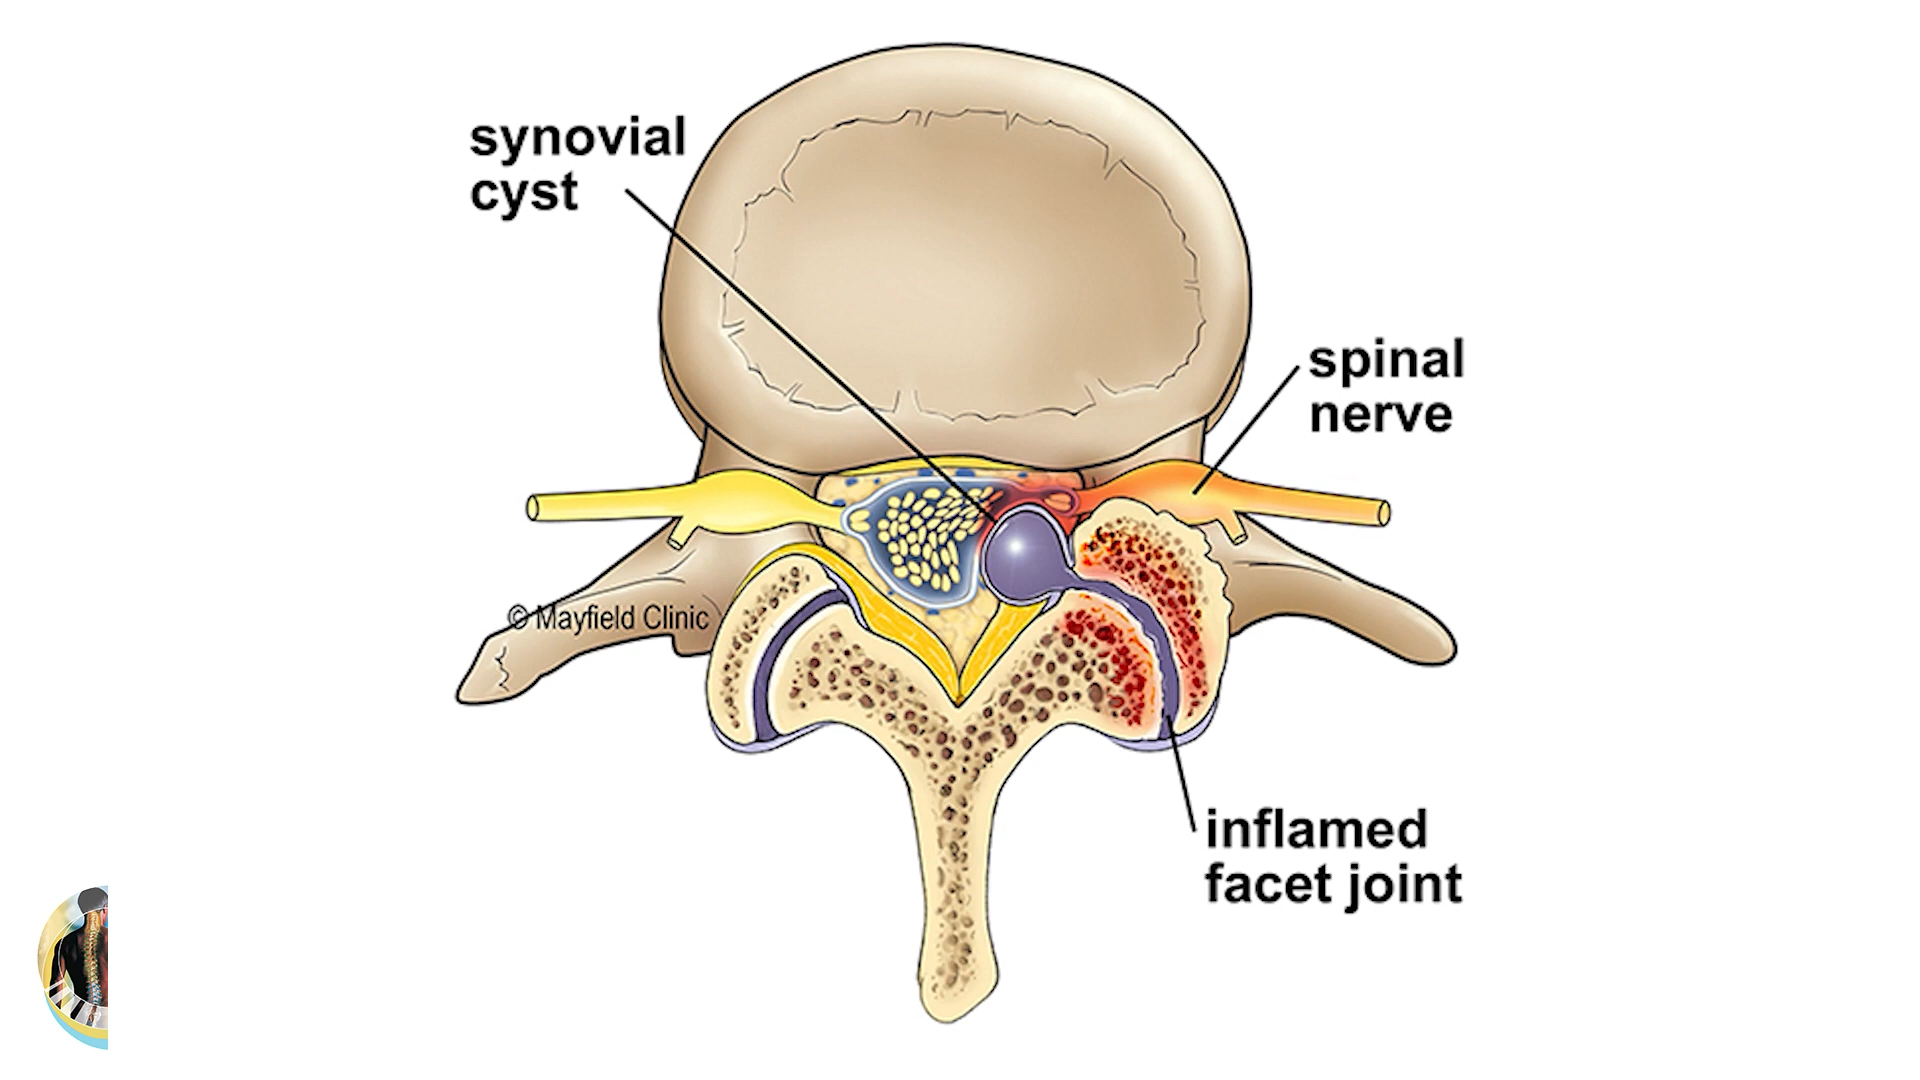 synovial
cyst
spinal
nerve
© Mayfield Clinic
inflamed
facet joint